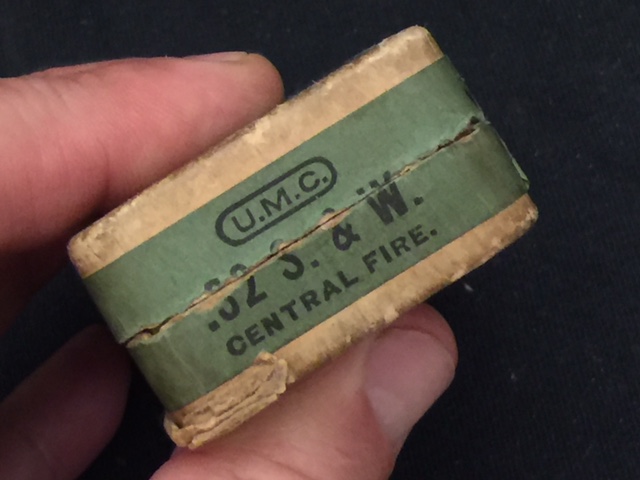 U.M.C.
.32 S. & W.
CENTRAL FIRE.